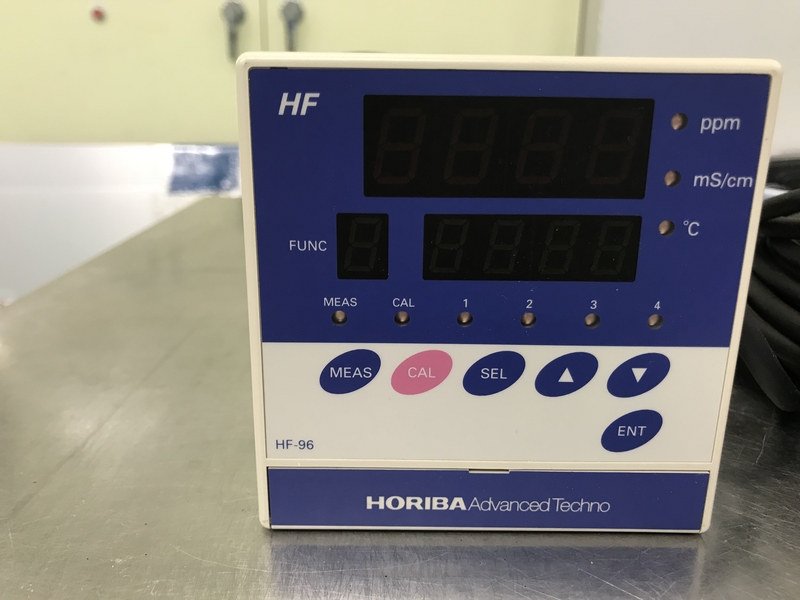 HF
ppm
mS/cm
°C
FUNC
MEAS CAL 1 2 3 4
MEAS CAL SEL ▲ ▼
ENT
HF-96
HORIBA Advanced Techno